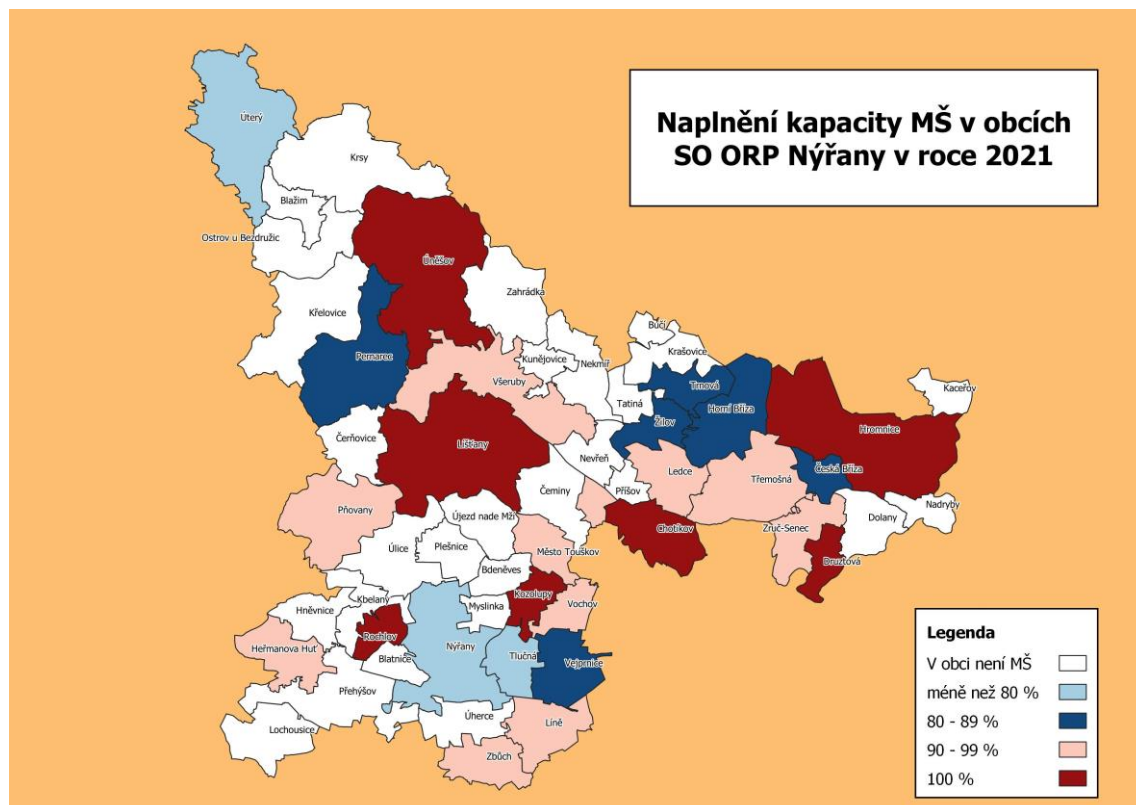 Naplnění kapacity MŠ v obcích
SO ORP Nýřany v roce 2021
Úterý
Krsy
Blažim
Ostrov u Bezdružic
Úněšov
Zahrádka
Křelovice
Pernarec
Kunějovice
Nekmíř
Všeruby
Bučí
Krašovice
Trnová
Tatiná
Horní Bříza
Žilov
Kaceřov
Hromnice
Čerňovice
Líšťany
Nevřeň
Ledce
Třemošná
Česká Bříza
Příšov
Čeminy
Pňovany
Újezd nade Mží
Chotíkov
Zruč-Senec
Dolany
Nadryby
Úlice
Plešnice
Město Touškov
Druztová
Bdeněves
Kbelany
Hněvnice
Myslinka
Kozolupy
Vochov
Rochlov
Heřmanova Huť
Blatnice
Nýřany
Tlučná
Vejprnice
Přehýšov
Lochousice
Úherce
Líně
Zbůch
Legenda
V obci není MŠ
méně než 80 %
80 - 89 %
90 - 99 %
100 %